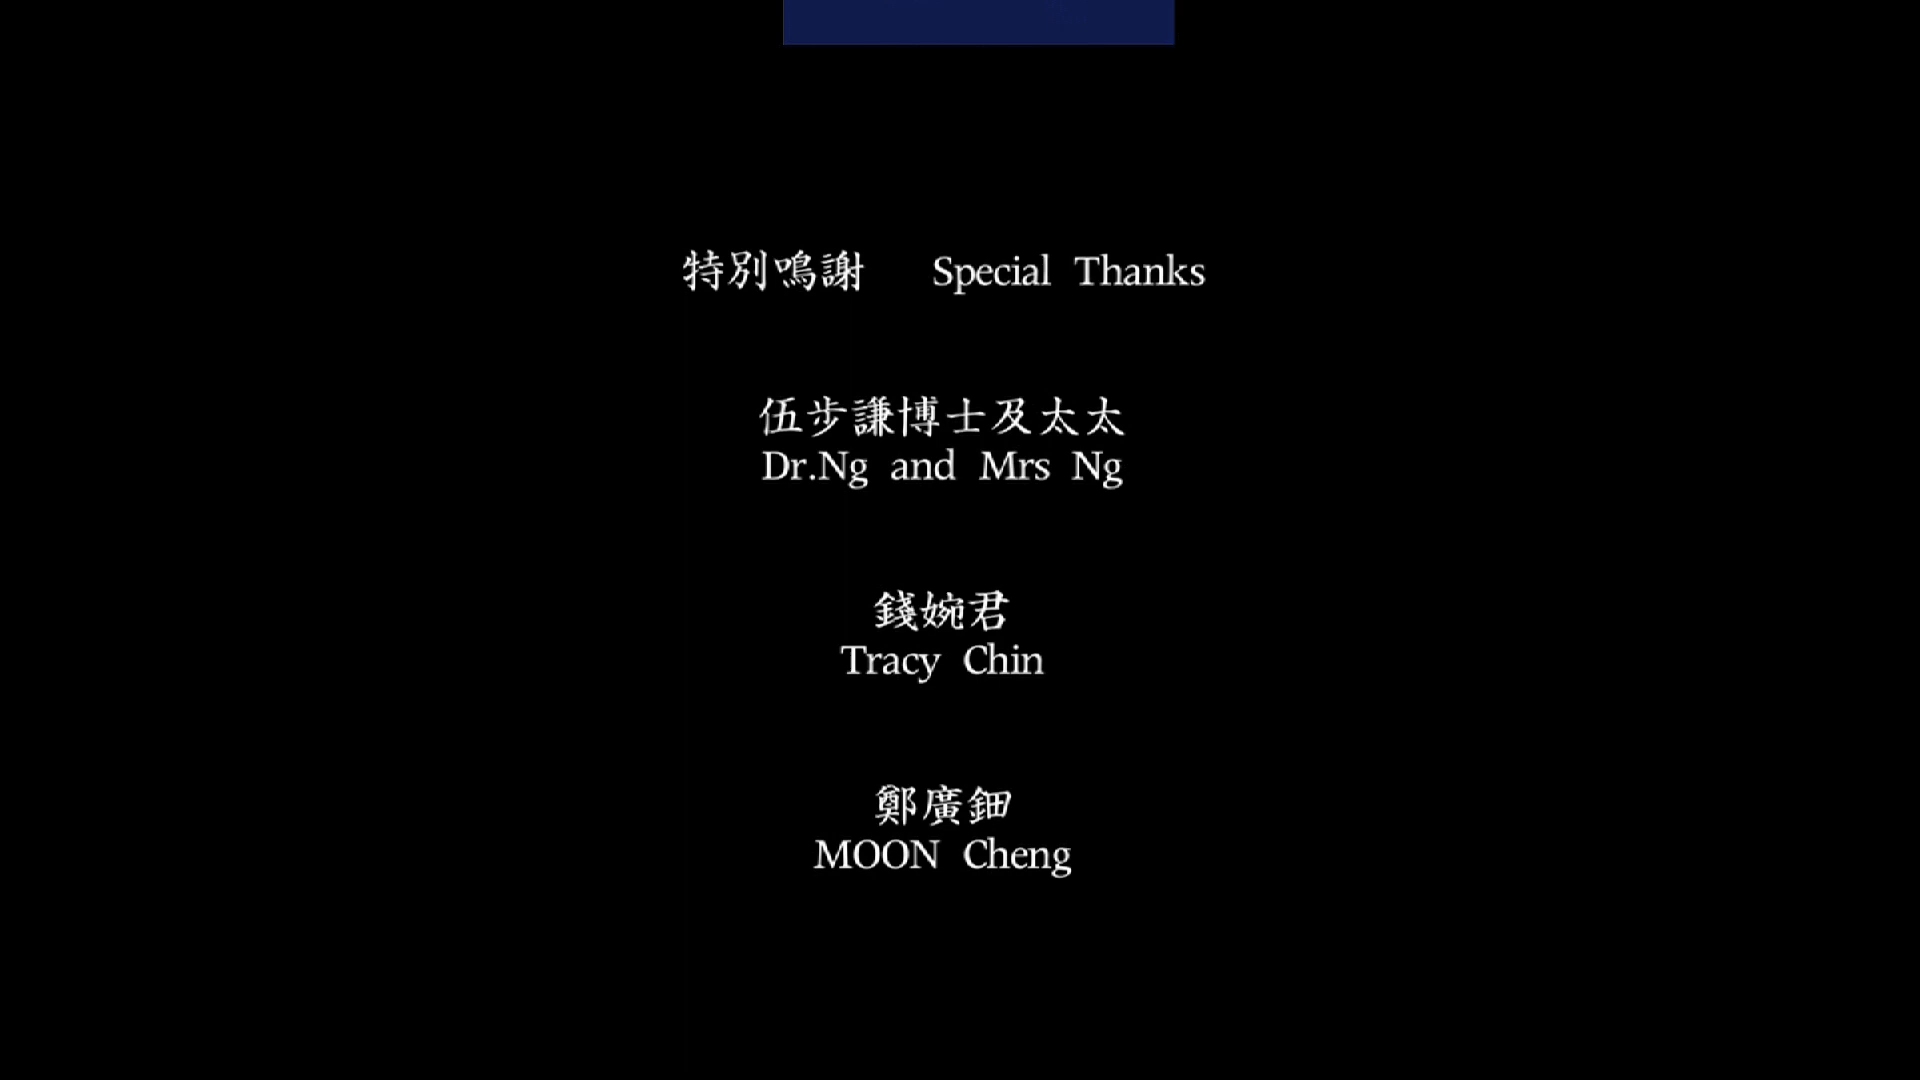 特別鳴謝 Special Thanks
伍步謙博士及太太
Dr.Ng and Mrs Ng
錢婉君
Tracy Chin
鄭廣鈿
MOON Cheng